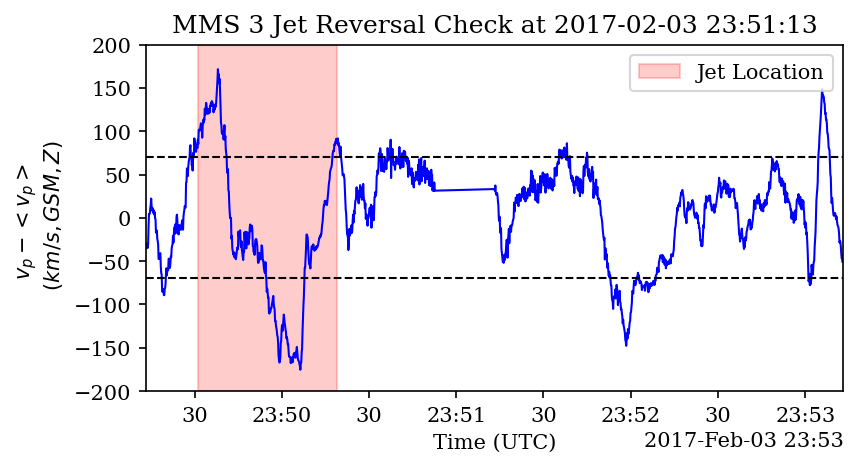 MMS 3 Jet Reversal Check at 2017-02-03 23:51:13
Jet Location
200
150
100
50
0
−50
−100
−150
−200
v_p − < v_p >
(km/s, GSM, Z)
30 23:50 30 23:51 30 23:52 30 23:53
Time (UTC)
2017-Feb-03 23:53